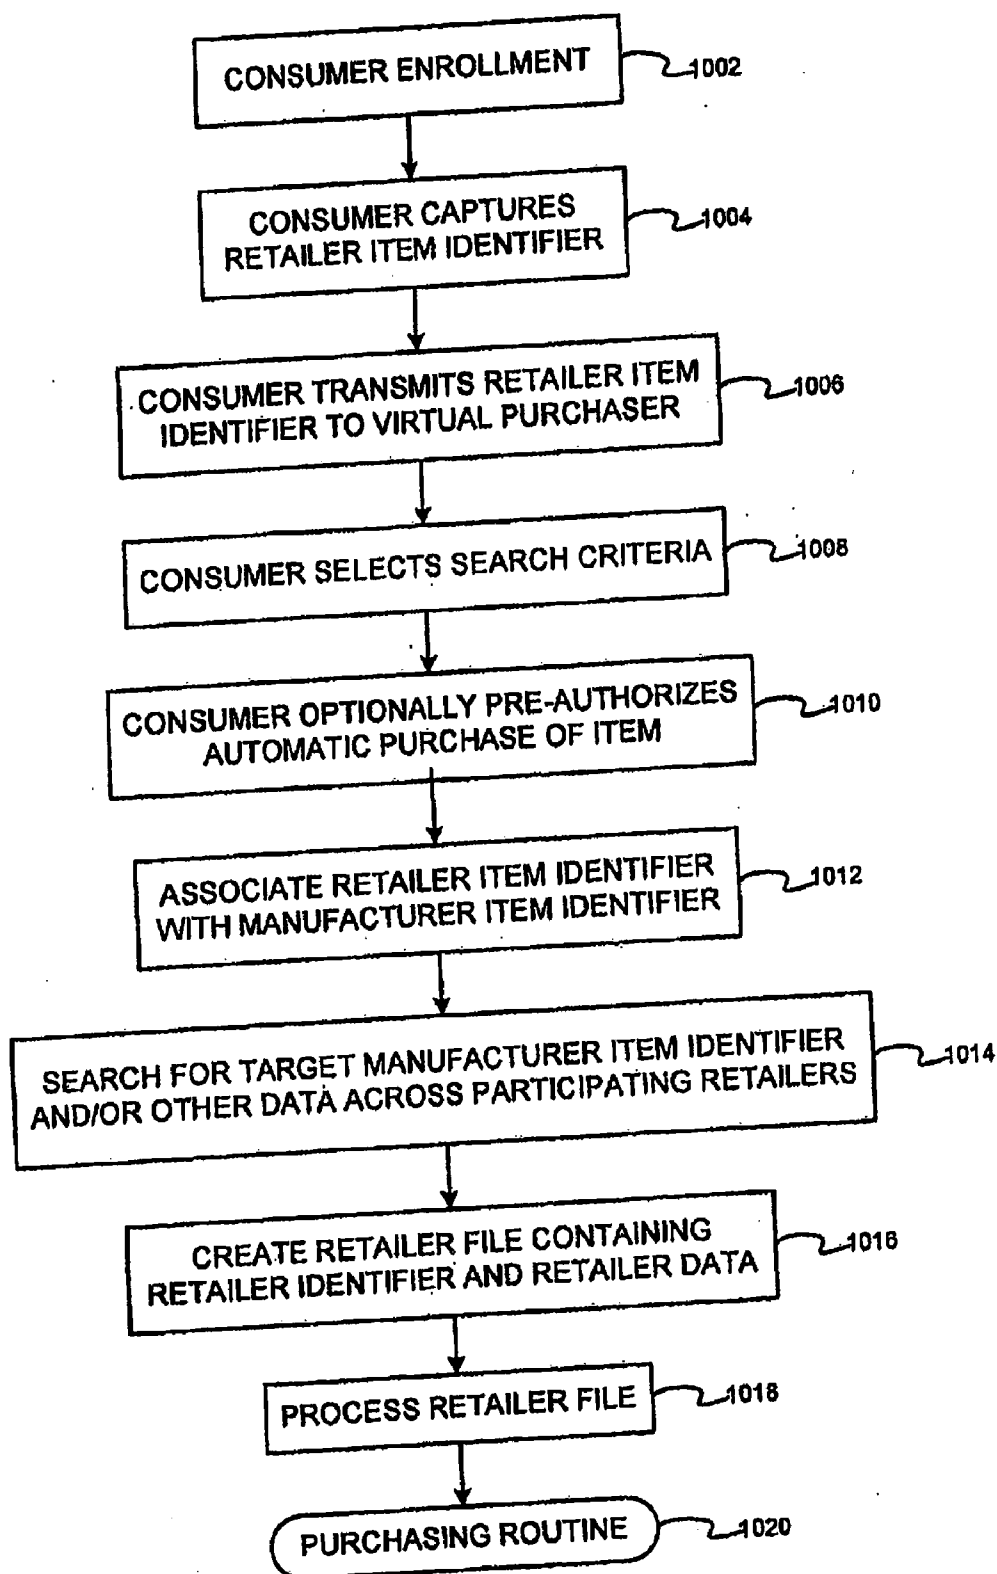 CONSUMER ENROLLMENT
1002
CONSUMER CAPTURES
RETAILER ITEM IDENTIFIER
1004
CONSUMER TRANSMITS RETAILER ITEM
IDENTIFIER TO VIRTUAL PURCHASER
1006
CONSUMER SELECTS SEARCH CRITERIA
1008
CONSUMER OPTIONALLY PRE-AUTHORIZES
AUTOMATIC PURCHASE OF ITEM
1010
ASSOCIATE RETAILER ITEM IDENTIFIER
WITH MANUFACTURER ITEM IDENTIFIER
1012
SEARCH FOR TARGET MANUFACTURER ITEM IDENTIFIER
AND/OR OTHER DATA ACROSS PARTICIPATING RETAILERS
1014
CREATE RETAILER FILE CONTAINING
RETAILER IDENTIFIER AND RETAILER DATA
1016
PROCESS RETAILER FILE
1018
PURCHASING ROUTINE
1020